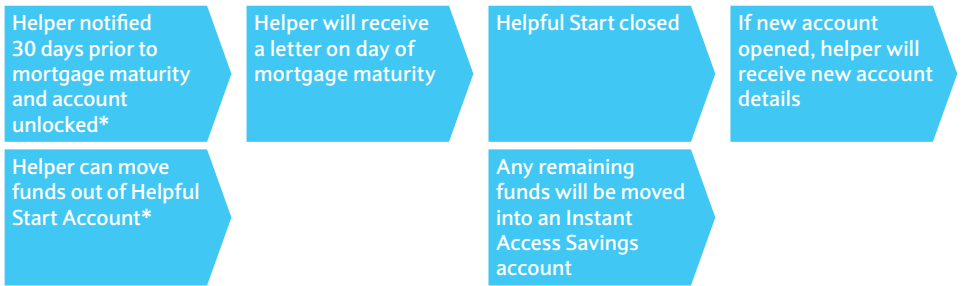 Helper notified
30 days prior to
mortgage maturity
and account
unlocked*
Helper will receive
a letter on day of
mortgage maturity
Helpful Start closed
If new account
opened, helper will
receive new account
details
Helper can move
funds out of Helpful
Start Account*
Any remaining
funds will be moved
into an Instant
Access Savings
account